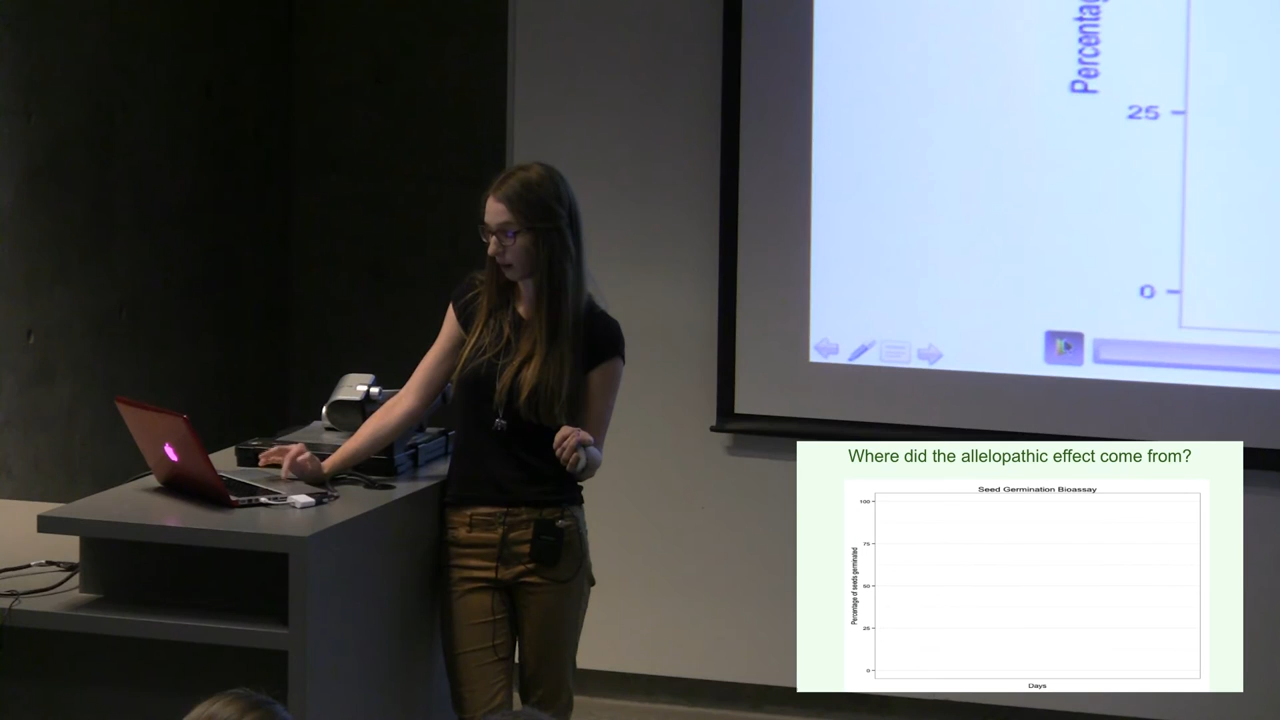 Percentag
25
0
Where did the allelopathic effect come from?
Seed Germination Bioassay
100
75
50
25
0
Percentage of seeds germinated
Days